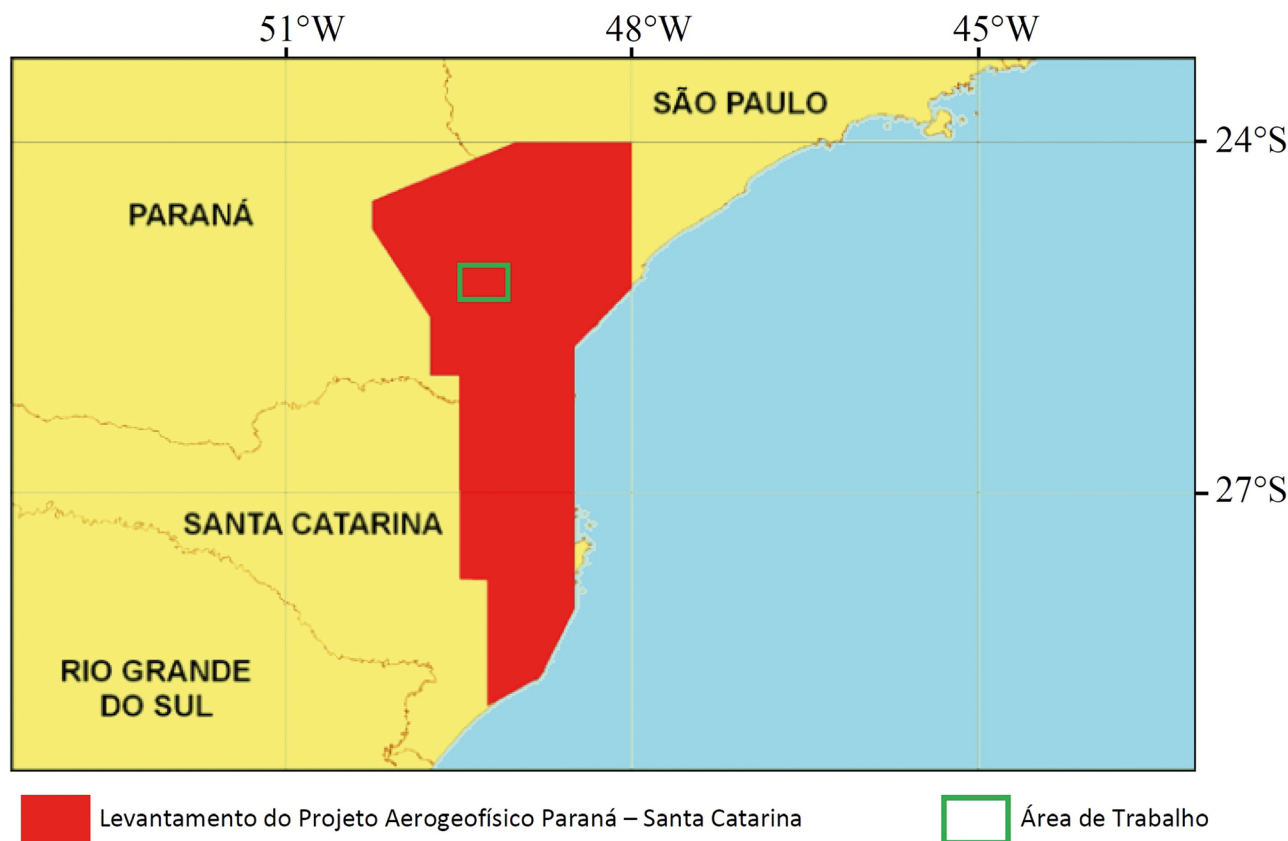 51°W 48°W 45°W
SÃO PAULO
24°S
PARANÁ
27°S
SANTA CATARINA
RIO GRANDE
DO SUL
Levantamento do Projeto Aerogeofísico Paraná – Santa Catarina
Área de Trabalho